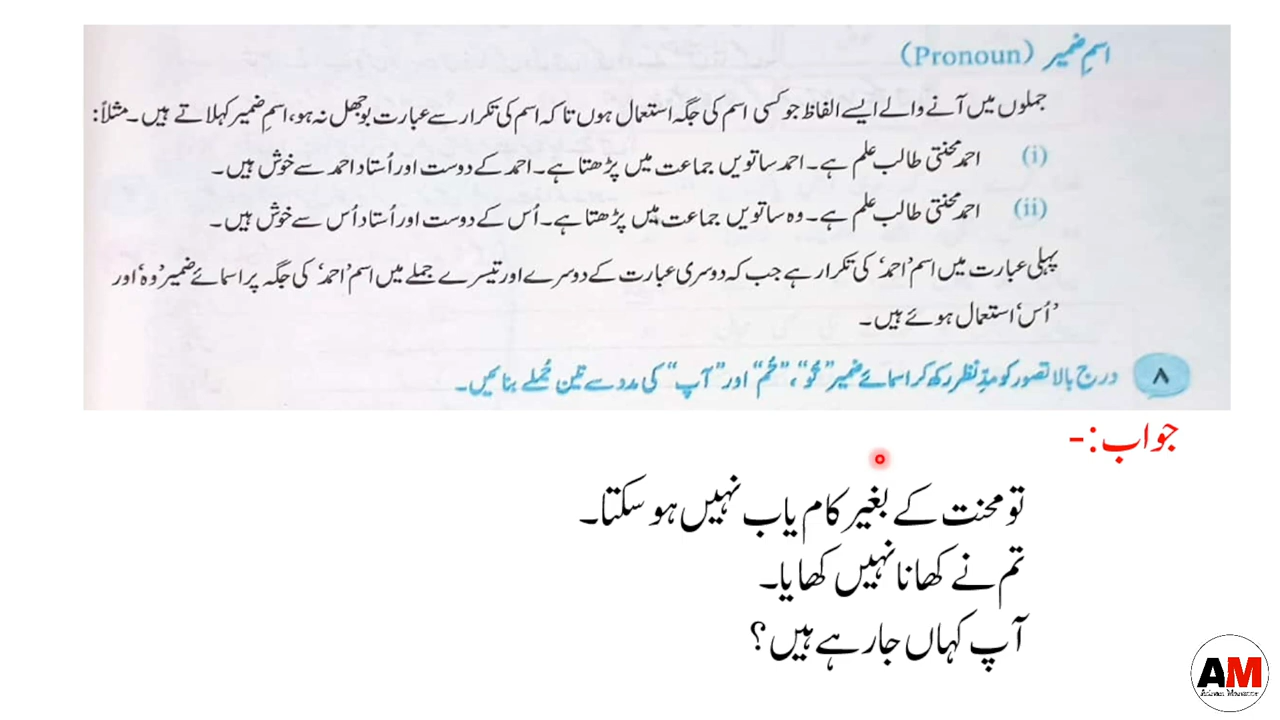 اسمِ ضمیر (Pronoun)
جملوں میں آنے والے ایسے الفاظ جو کسی اسم کی جگہ استعمال ہوں تاکہ اسم کی تکرار سے عبارت بوجھل نہ ہو، اسمِ ضمیر کہلاتے ہیں۔ مثلاً:
(i) احمد محنتی طالب علم ہے۔ احمد ساتویں جماعت میں پڑھتا ہے۔ احمد کے دوست اور اُستاد احمد سے خوش ہیں۔
(ii) احمد محنتی طالب علم ہے۔ وہ ساتویں جماعت میں پڑھتا ہے۔ اُس کے دوست اور اُستاد اُس سے خوش ہیں۔
پہلی عبارت میں اسم ’احمد‘ کی تکرار ہے جب کہ دوسری عبارت کے دوسرے اور تیسرے جملے میں اسم ’احمد‘ کی جگہ پر اسمائے ضمیر ’وہ‘ اور
’اُس‘ استعمال ہوئے ہیں۔
۸ درج بالا تصور کو مدِّ نظر رکھ کر اسمائے ضمیر "تُو"، "تُم" اور "آپ" کی مدد سے تین جُملے بنائیں۔
جواب:-
تو محنت کے بغیر کام یاب نہیں ہو سکتا۔
تم نے کھانا نہیں کھایا۔
آپ کہاں جا رہے ہیں؟
AM